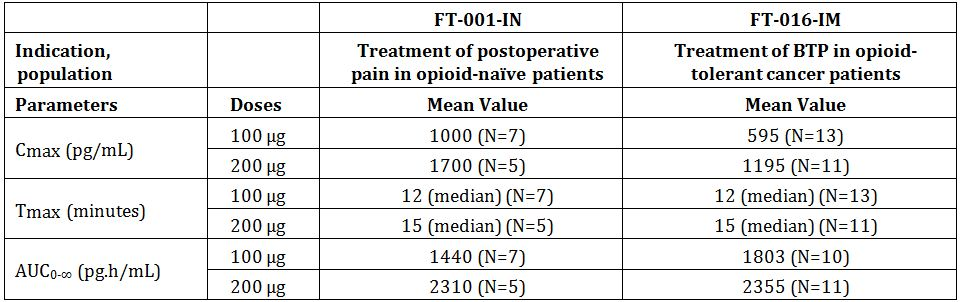 FT-001-IN FT-016-IM
Indication, population Treatment of postoperative pain in opioid-naïve patients Treatment of BTP in opioid-tolerant cancer patients
Parameters Doses Mean Value Mean Value
Cmax (pg/mL) 100 µg 1000 (N=7) 595 (N=13)
200 µg 1700 (N=5) 1195 (N=11)
Tmax (minutes) 100 µg 12 (median) (N=7) 12 (median) (N=13)
200 µg 15 (median) (N=5) 15 (median) (N=11)
AUC0-∞ (pg.h/mL) 100 µg 1440 (N=7) 1803 (N=10)
200 µg 2310 (N=5) 2355 (N=11)